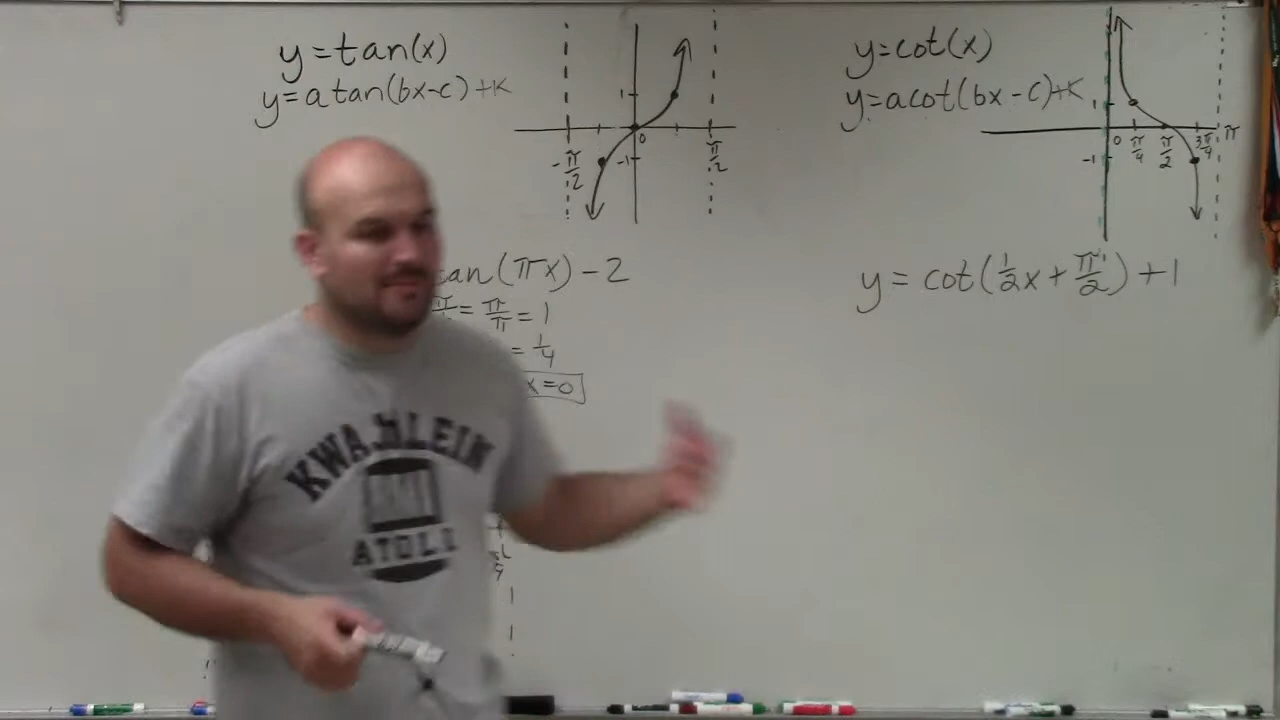 y=tan(x)
y=a tan(bx-c)+k
1
-1
0
-π/2
π/2
y=cot(x)
y=acot(bx-c)+k
1
-1
0
π/4
π/2
3π/4
π
tan(πx)-2
= π/π = 1
= 1/4
x=0
y = cot(1/2x + π/2) + 1
KWAJALEIN
ATOLL